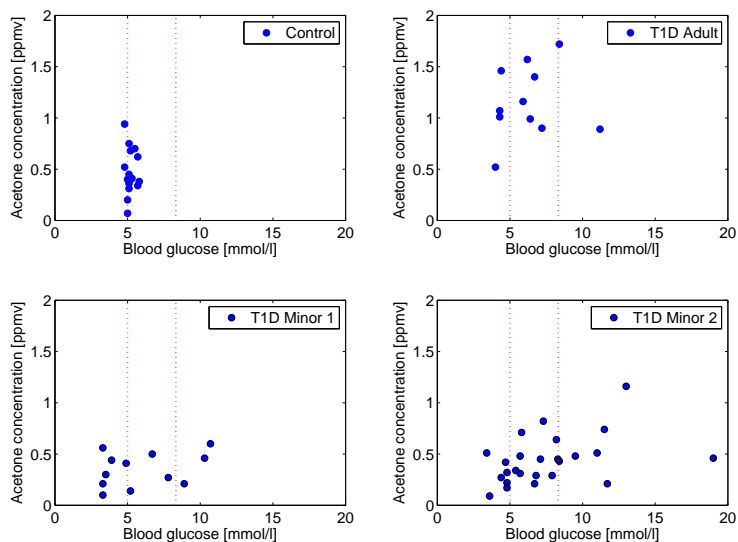 2
Control
1.5
1
0.5
0
0 5 10 15 20
Acetone concentration [ppmv]
Blood glucose [mmol/l]
2
T1D Adult
1.5
1
0.5
0
0 5 10 15 20
Acetone concentration [ppmv]
Blood glucose [mmol/l]
2
T1D Minor 1
1.5
1
0.5
0
0 5 10 15 20
Acetone concentration [ppmv]
Blood glucose [mmol/l]
2
T1D Minor 2
1.5
1
0.5
0
0 5 10 15 20
Acetone concentration [ppmv]
Blood glucose [mmol/l]